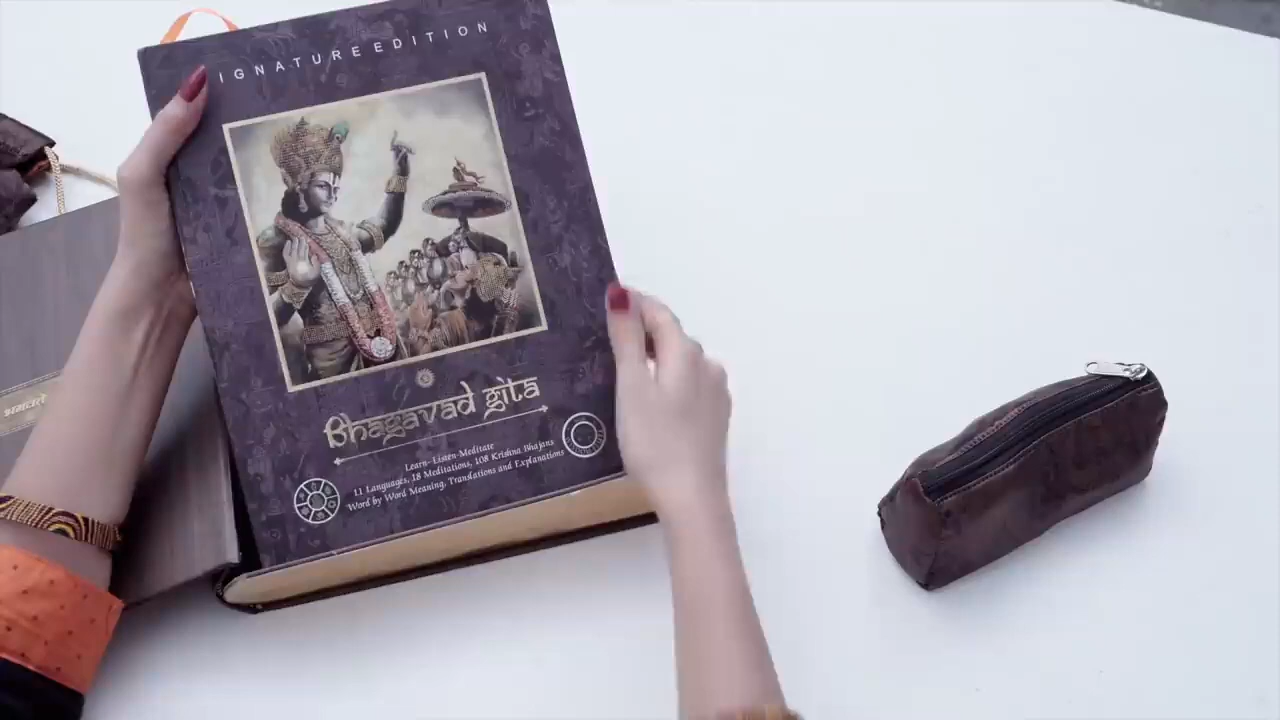 IGNATURE EDITION
Bhagavad gita
Learn-Listen-Meditate
11 Languages, 18 Meditations, 108 Krishna Bhajans
Word by Word Meaning, Translations and Explanations